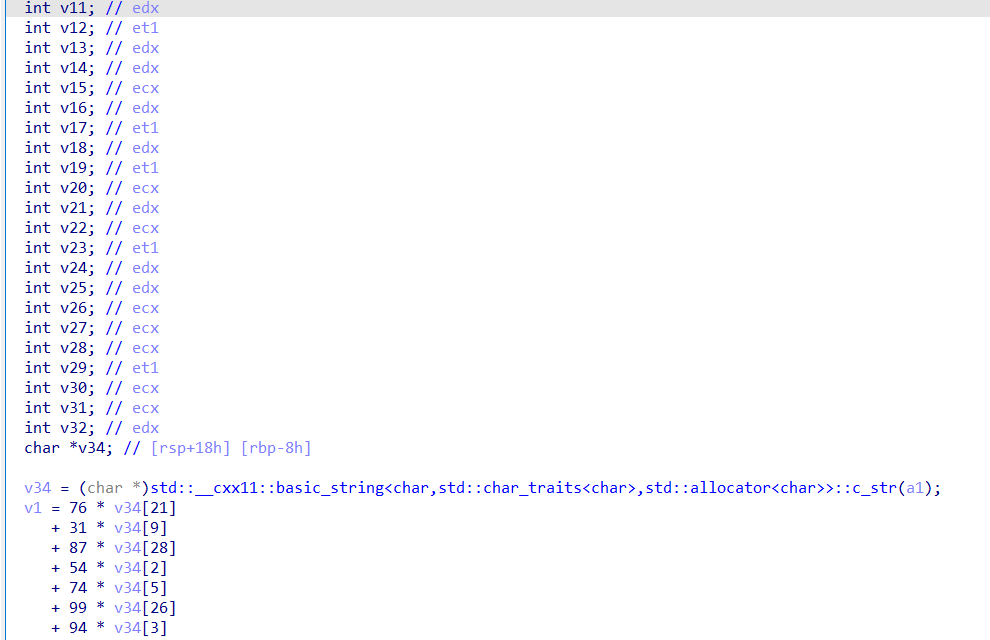 int v11; // edx
int v12; // et1
int v13; // edx
int v14; // edx
int v15; // ecx
int v16; // edx
int v17; // et1
int v18; // edx
int v19; // et1
int v20; // ecx
int v21; // edx
int v22; // ecx
int v23; // et1
int v24; // edx
int v25; // edx
int v26; // ecx
int v27; // ecx
int v28; // ecx
int v29; // et1
int v30; // ecx
int v31; // ecx
int v32; // edx
char *v34; // [rsp+18h] [rbp-8h]
v34 = (char *)std::__cxx11::basic_string<char,std::char_traits<char>,std::allocator<char>>::c_str(a1);
v1 = 76 * v34[21]
+ 31 * v34[9]
+ 87 * v34[28]
+ 54 * v34[2]
+ 74 * v34[5]
+ 99 * v34[26]
+ 94 * v34[3]